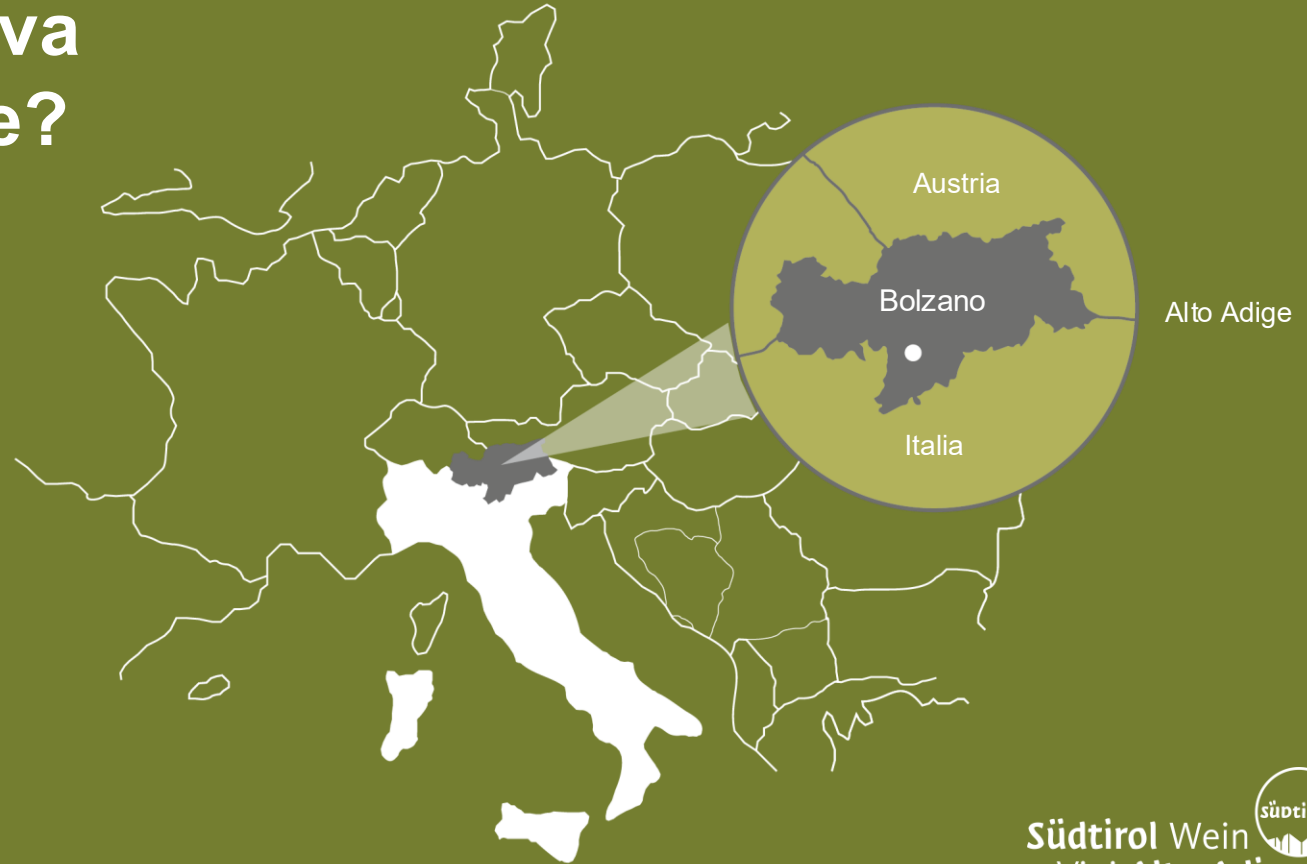 va
e?
Austria
Bolzano
Alto Adige
Italia
Südtirol Wein